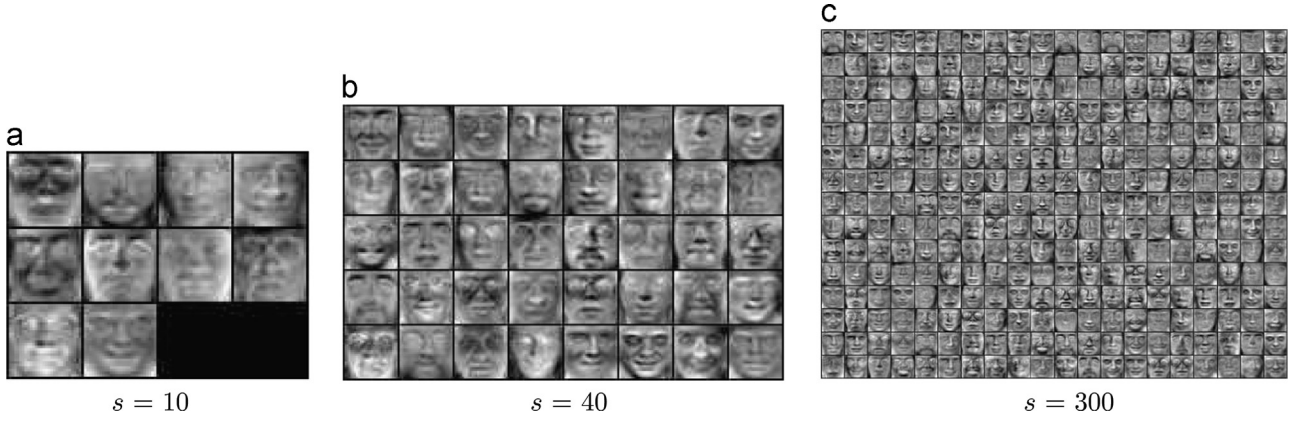 a
b
c
s = 10
s = 40
s = 300